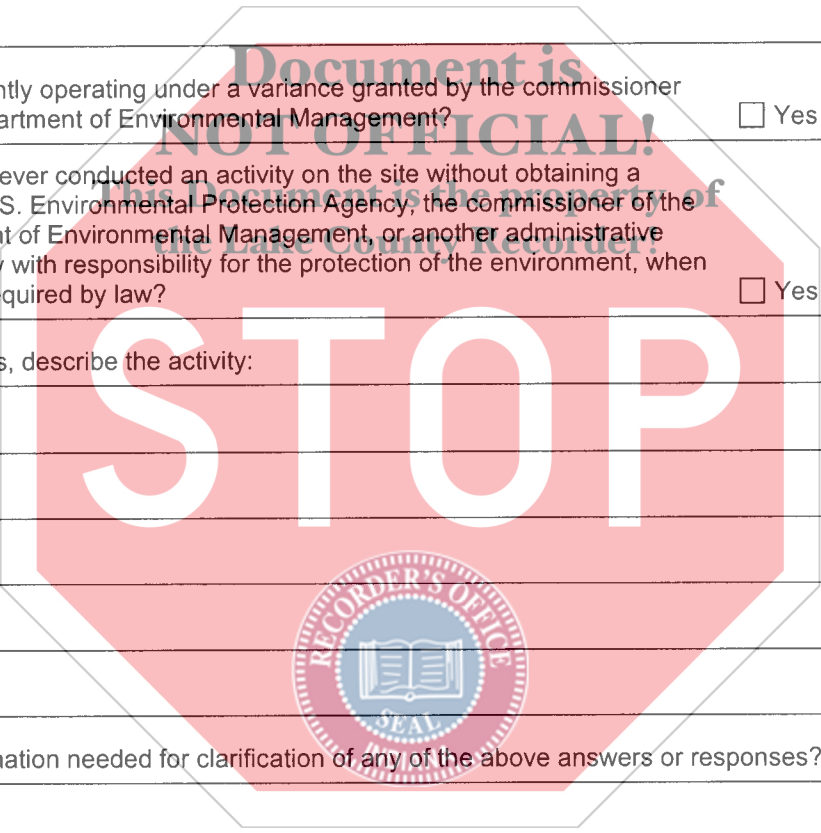 Document is
ntly operating under a variance granted by the commissioner
artment of Environmental Management?
Yes
NOT OFFICIAL!
ever conducted an activity on the site without obtaining a
This Document is the property of
S. Environmental Protection Agency, the commissioner of the
t of Environmental Management, or another administrative
the Lake County Recorder!
with responsibility for the protection of the environment, when
quired by law?
Yes
STOP
s, describe the activity:
RECORDER'S OFFICE
SEAL
nation needed for clarification of any of the above answers or responses?